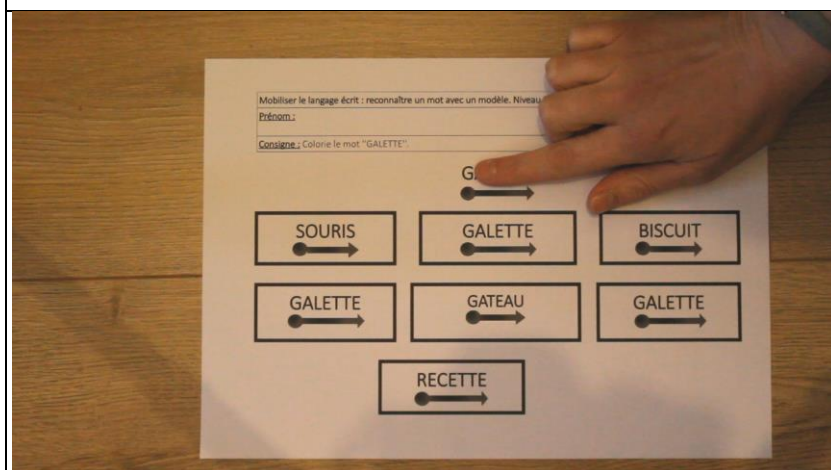 Mobiliser le langage écrit : reconnaître un mot avec un modèle. Niveau
Prénom :
Consigne : Colorie le mot "GALETTE".
SOURIS GALETTE BISCUIT
GALETTE GATEAU GALETTE
RECETTE